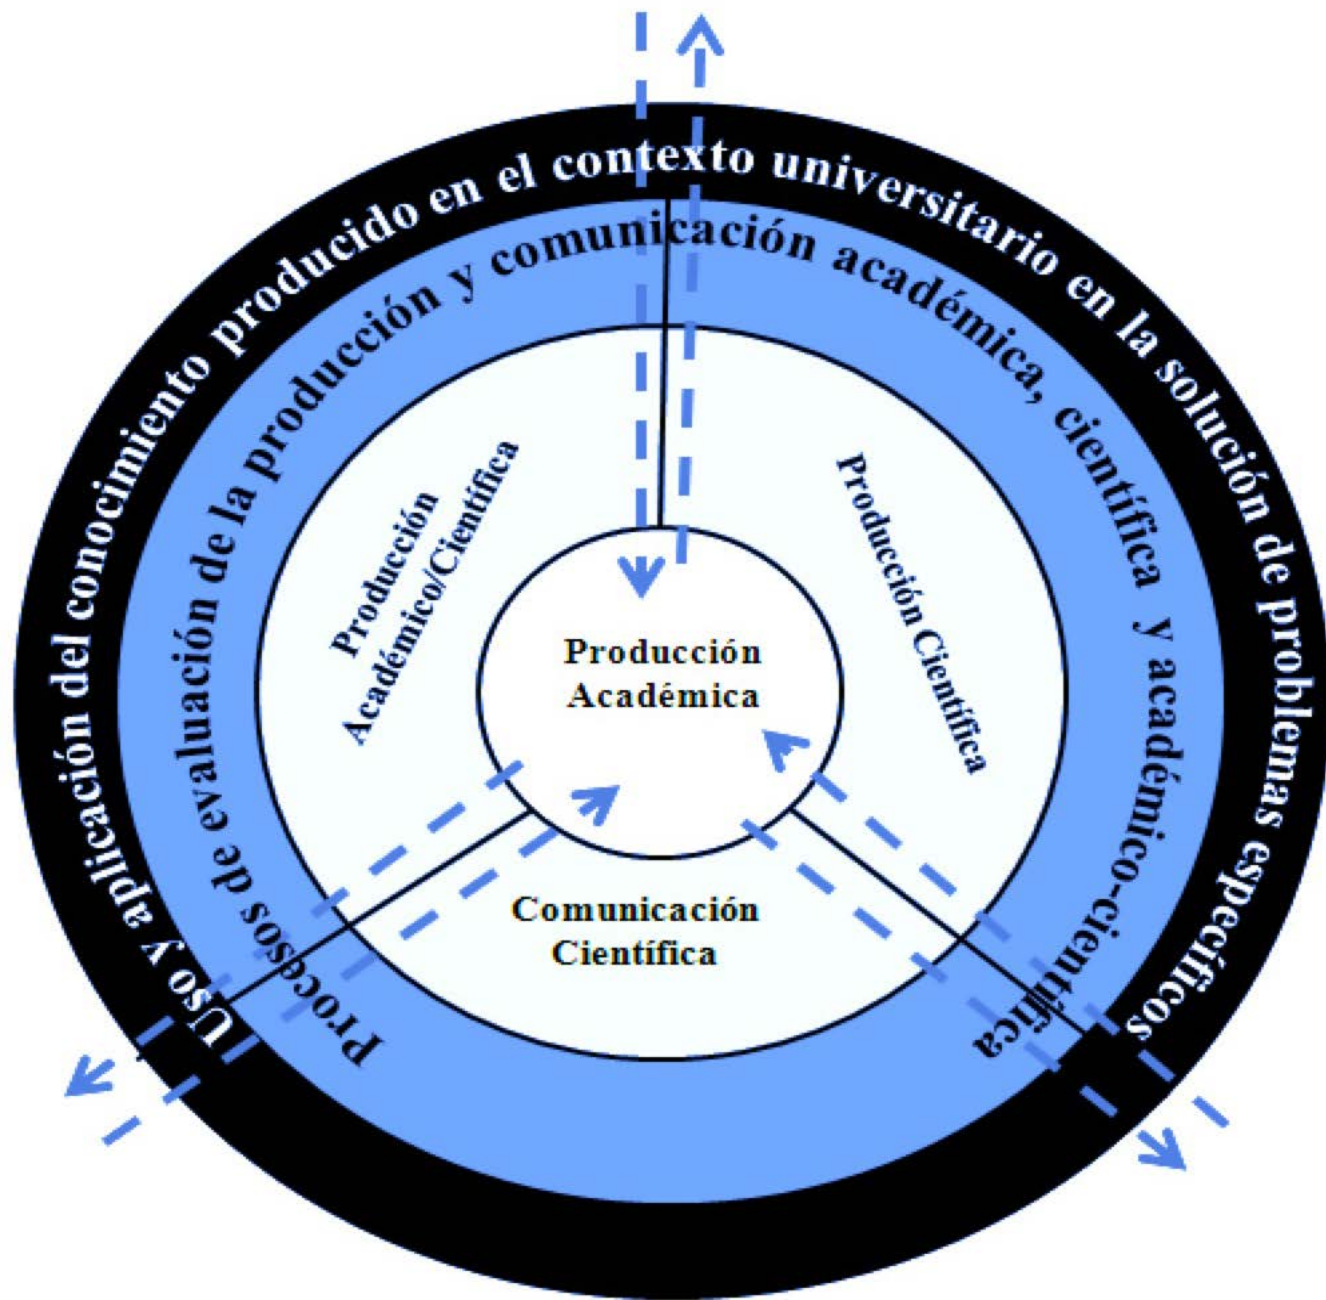 Uso y aplicación del conocimiento producido en el contexto universitario en la solución de problemas específicos
Procesos de evaluación de la producción y comunicación académica, científica y académico-científica
Producción
Académico/Científica
Producción Científica
Producción
Académica
Comunicación
Científica